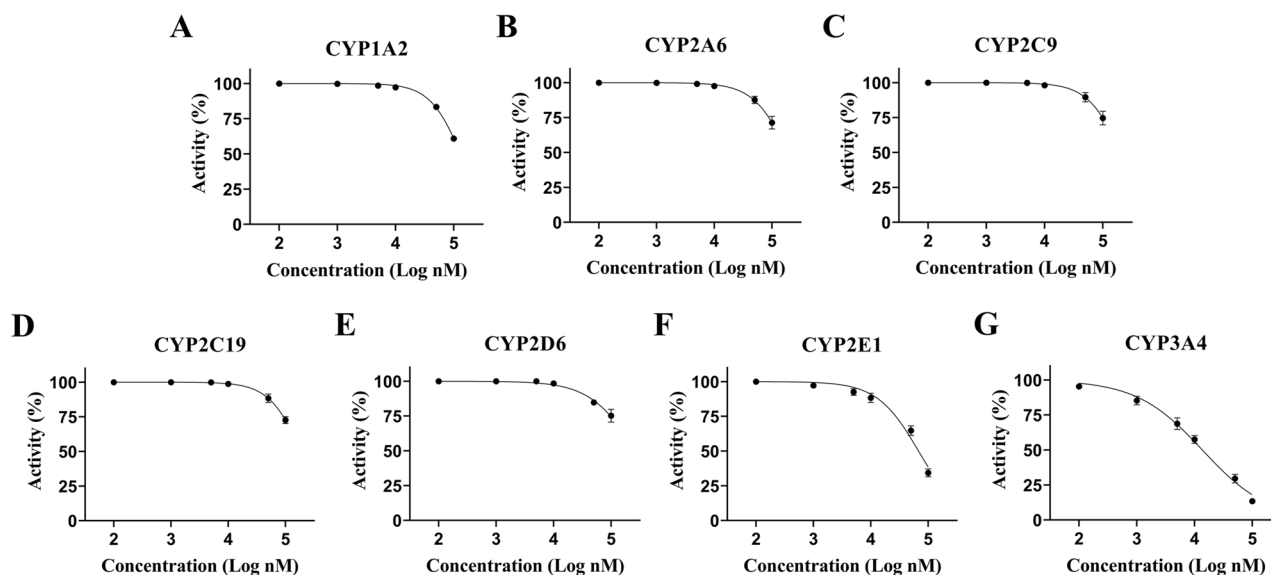 A
CYP1A2
Activity (%)
100
75
50
25
0
2 3 4 5
Concentration (Log nM)
B
CYP2A6
Activity (%)
100
75
50
25
0
2 3 4 5
Concentration (Log nM)
C
CYP2C9
Activity (%)
100
75
50
25
0
2 3 4 5
Concentration (Log nM)
D
CYP2C19
Activity (%)
100
75
50
25
0
2 3 4 5
Concentration (Log nM)
E
CYP2D6
Activity (%)
100
75
50
25
0
2 3 4 5
Concentration (Log nM)
F
CYP2E1
Activity (%)
100
75
50
25
0
2 3 4 5
Concentration (Log nM)
G
CYP3A4
Activity (%)
100
75
50
25
0
2 3 4 5
Concentration (Log nM)